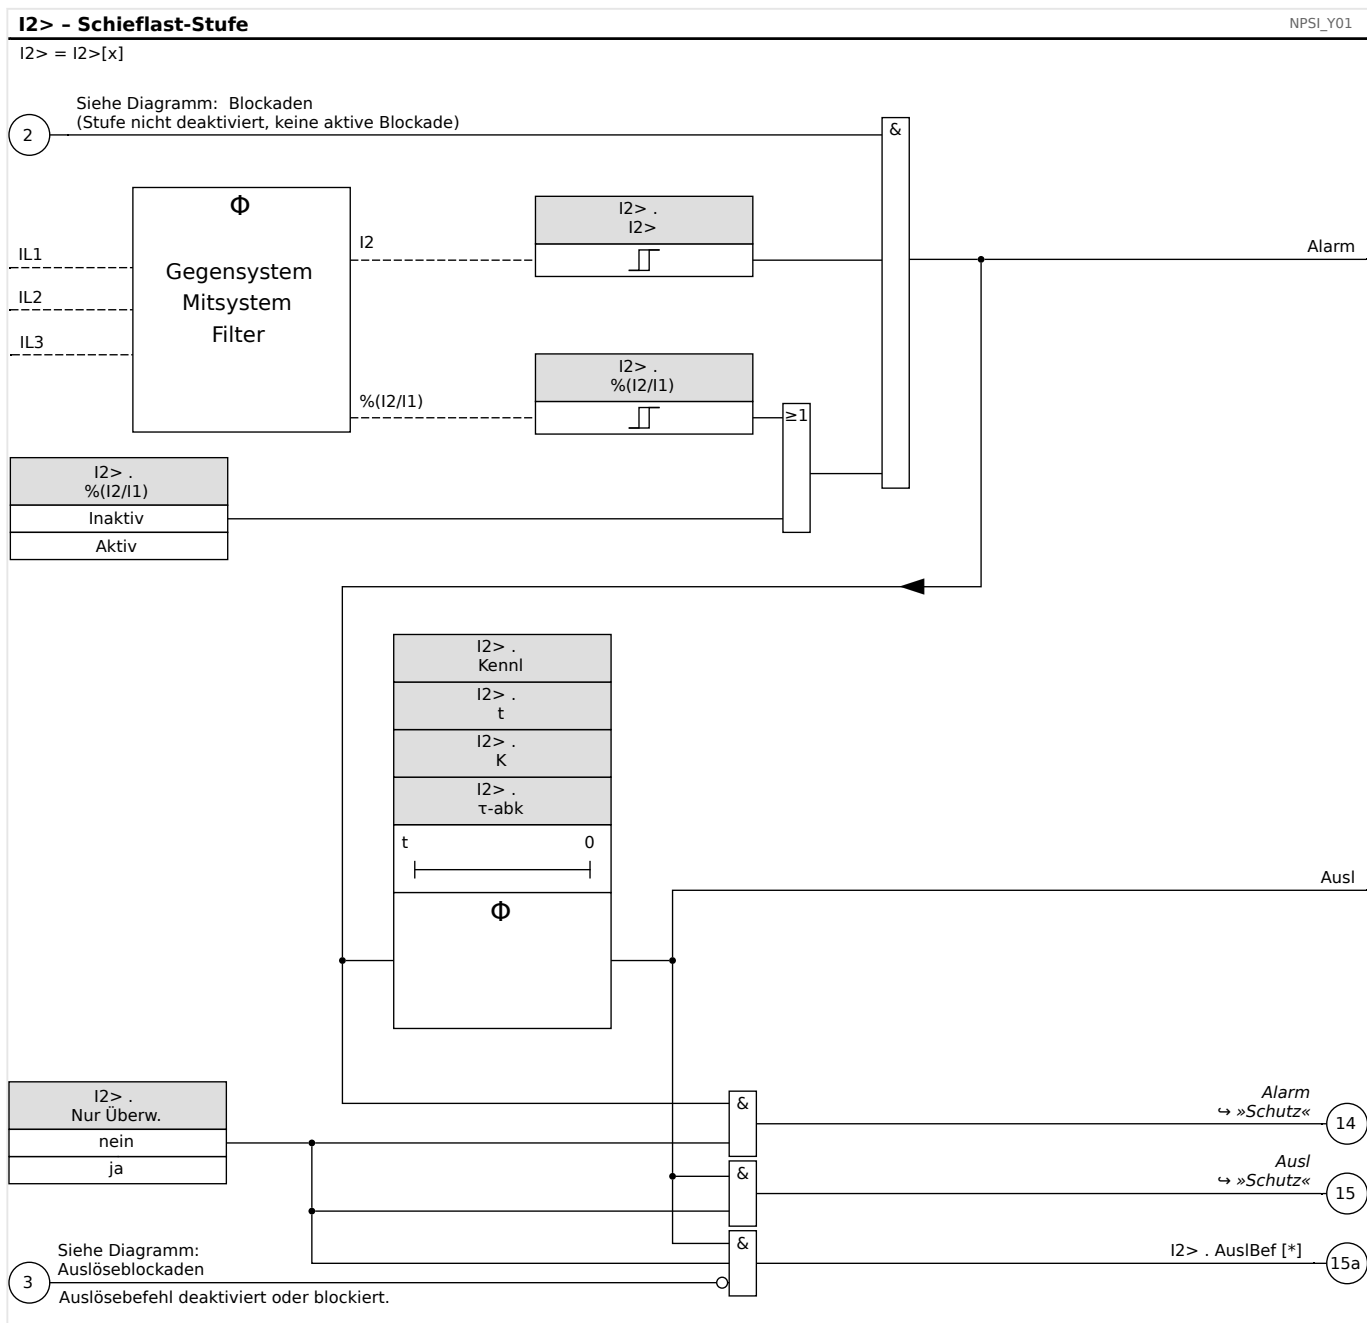 I2> – Schieflast-Stufe
NPSI_Y01
I2> = I2>[x]
Siehe Diagramm: Blockaden
(Stufe nicht deaktiviert, keine aktive Blockade)
2
&
Φ
Gegensystem
Mitsystem
Filter
IL1
IL2
IL3
I2
I2> .
I2>
Alarm
%(I2/I1)
I2> .
%(I2/I1)
≥1
I2> .
%(I2/I1)
Inaktiv
Aktiv
I2> .
Kennl
I2> .
t
I2> .
K
I2> .
τ-abk
t 0
Φ
Ausl
I2> .
Nur Überw.
nein
ja
&
Alarm
↪ »Schutz«
14
&
Ausl
↪ »Schutz«
15
&
I2> . AuslBef [*]
15a
Siehe Diagramm:
Auslöseblockaden
3
Auslösebefehl deaktiviert oder blockiert.